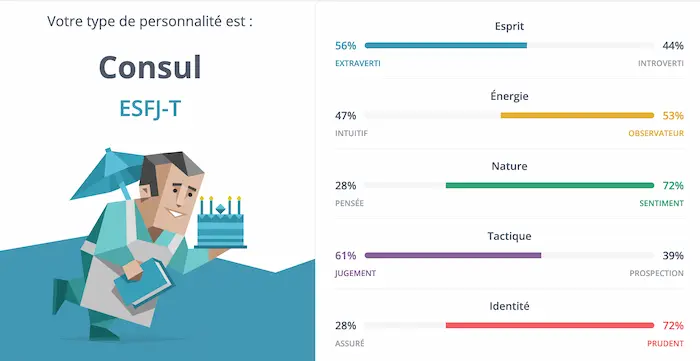 Votre type de personnalité est :
Consul
ESFJ-T
Esprit
56% 44%
EXTRAVERTI INTROVERTI
Énergie
47% 53%
INTUITIF OBSERVATEUR
Nature
28% 72%
PENSÉE SENTIMENT
Tactique
61% 39%
JUGEMENT PROSPECTION
Identité
28% 72%
ASSURÉ PRUDENT